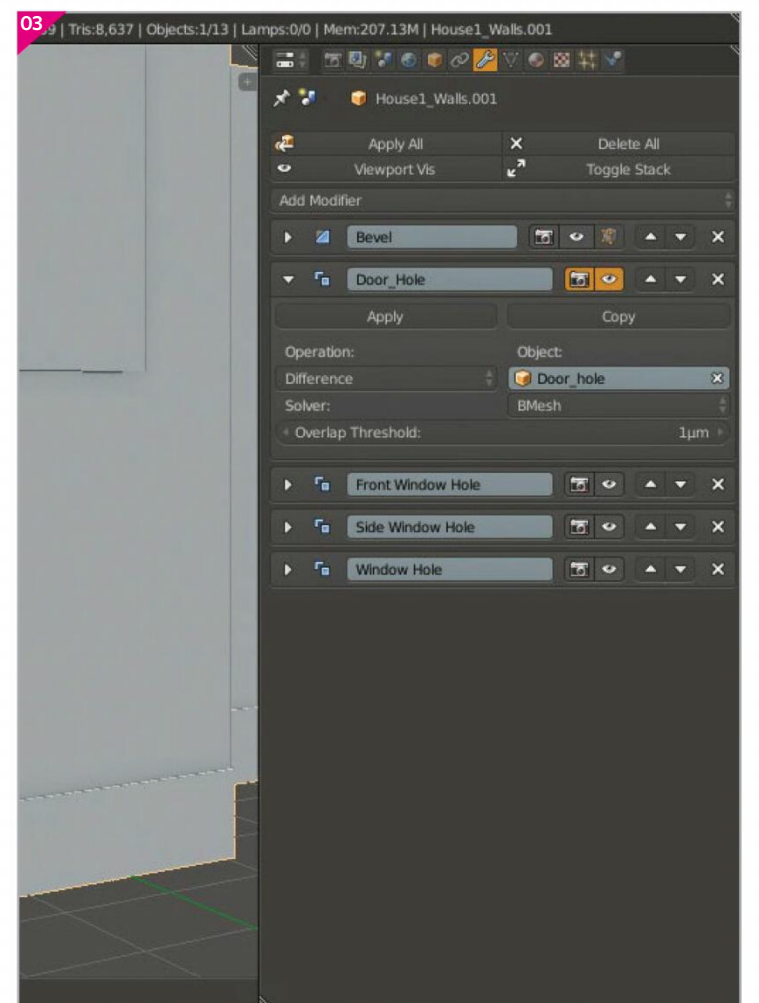 03
9 | Tris:8,637 | Objects:1/13 | Lamps:0/0 | Mem:207.13M | House1_Walls.001
House1_Walls.001
Apply All Delete All
Viewport Vis Toggle Stack
Add Modifier
Bevel
Door_Hole
Apply Copy
Operation: Object:
Difference Door_hole
Solver: BMesh
Overlap Threshold: 1µm
Front Window Hole
Side Window Hole
Window Hole